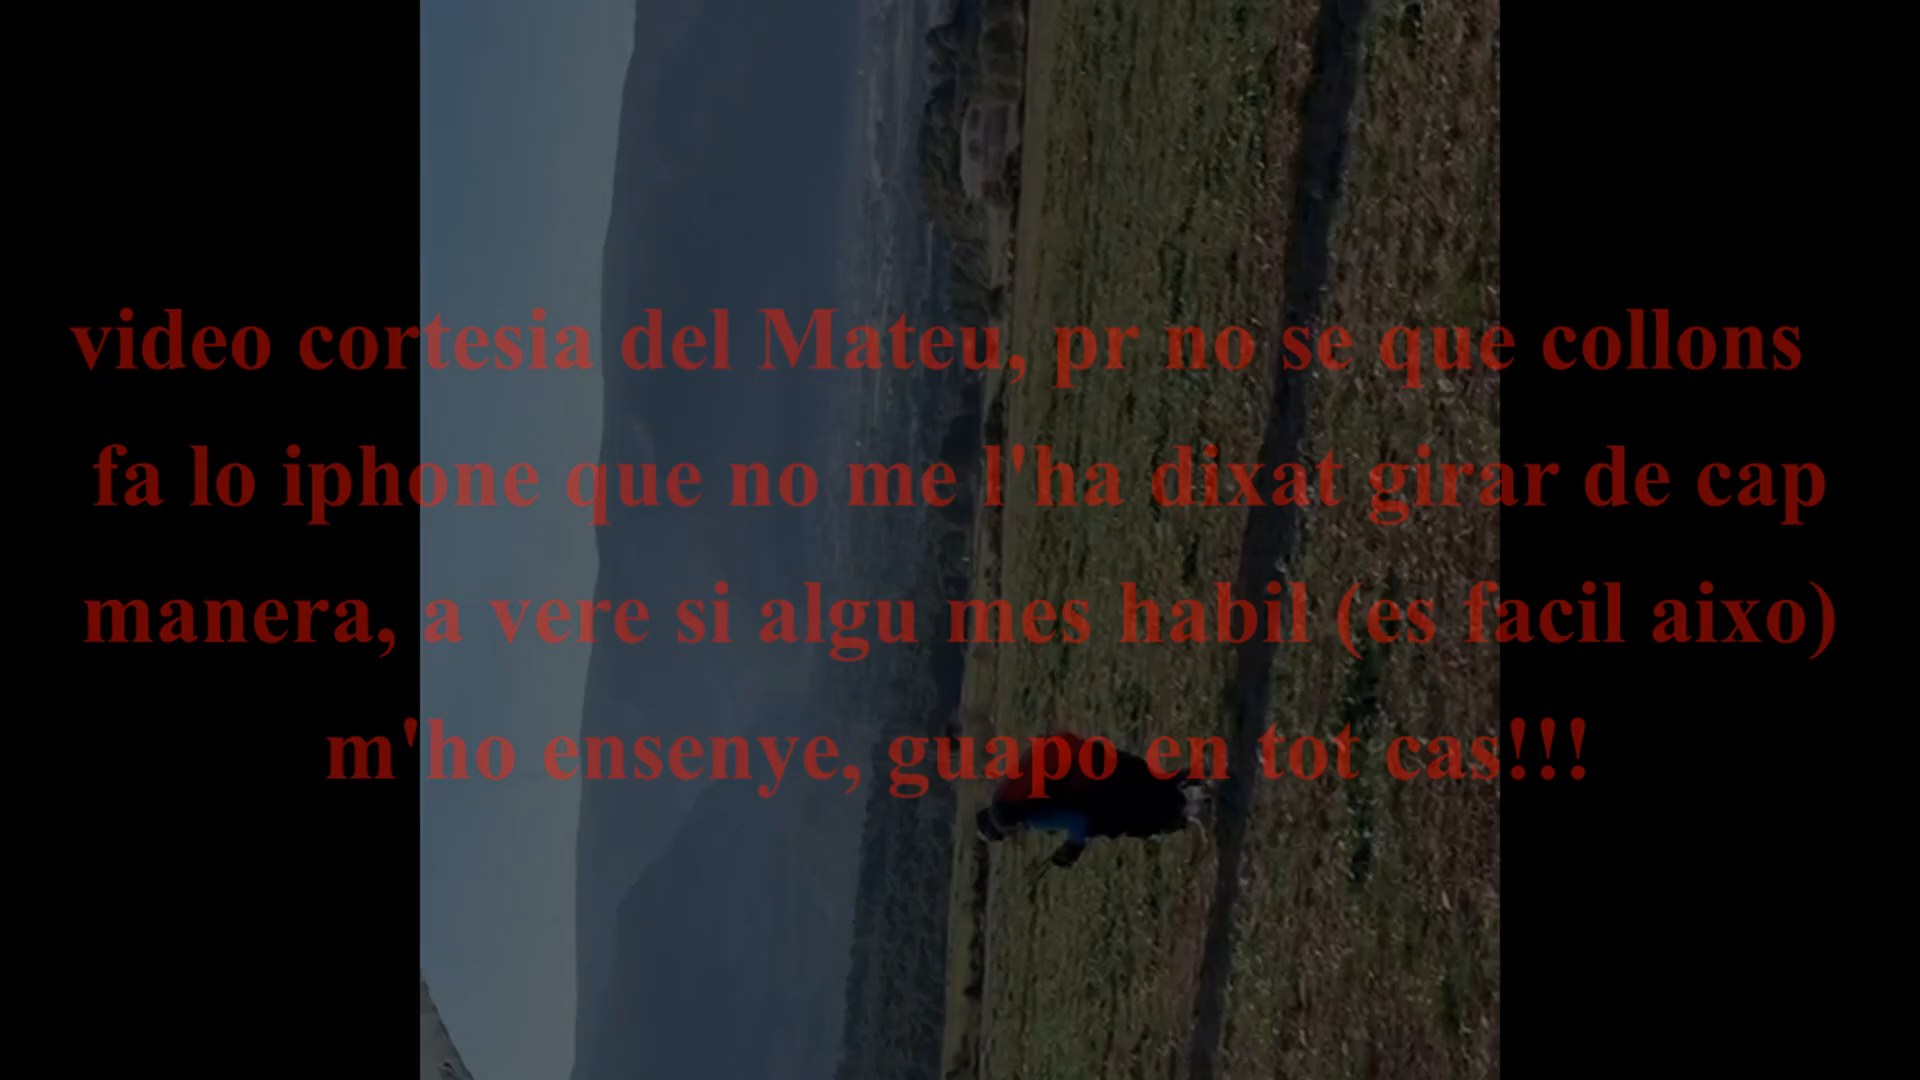 video cortesia del Mateu, pr no se que collons
fa lo iphone que no me l'ha dixat girar de cap
manera, a vere si algu mes habil (es facil aixo)
m'ho ensenye, guapo en tot cas!!!